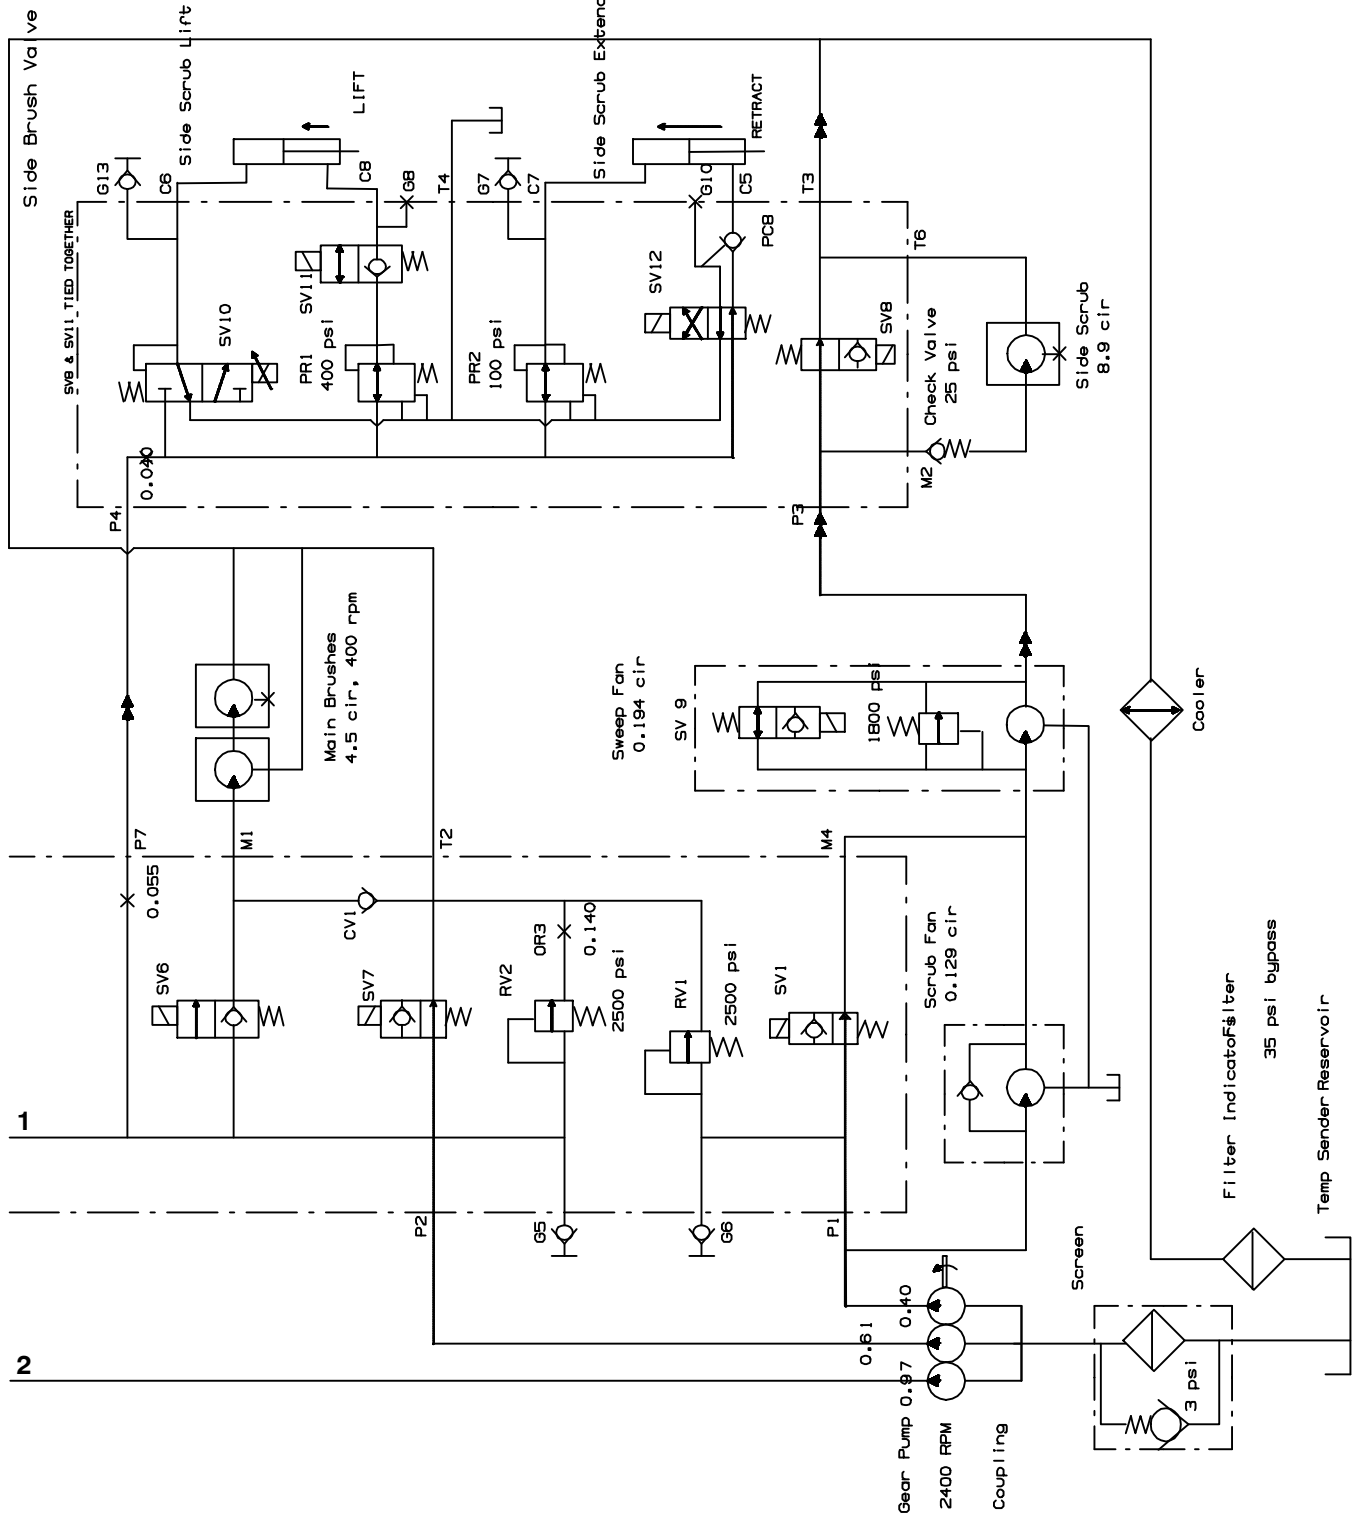 Side Brush Valve
Side Scrub Lift
LIFT
Side Scrub Extend
RETRACT
G13
C6
C8
G8
T4
G7
C7
G10
C5
T3
T6
SV8 & SV11 TIED TOGETHER
SV10
SV11
PR1
400 psi
PR2
100 psi
SV12
PC8
SV8
Check Valve
25 psi
Side Scrub
8.9 cir
0.040
M2
P4
P3
Main Brushes
4.5 cir, 400 rpm
Sweep Fan
0.194 cir
SV 9
1800 psi
Cooler
P7
M1
T2
M4
0.055
CV1
OR3
0.140
SV6
SV7
RV2
2500 psi
RV1
2500 psi
SV1
Scrub Fan
0.129 cir
1
P2
G5
G6
P1
Filter Indicator
Filter
35 psi bypass
Temp Sender
Reservoir
Screen
3 psi
2
0.61
0.40
Gear Pump 0.97
2400 RPM
Coupling